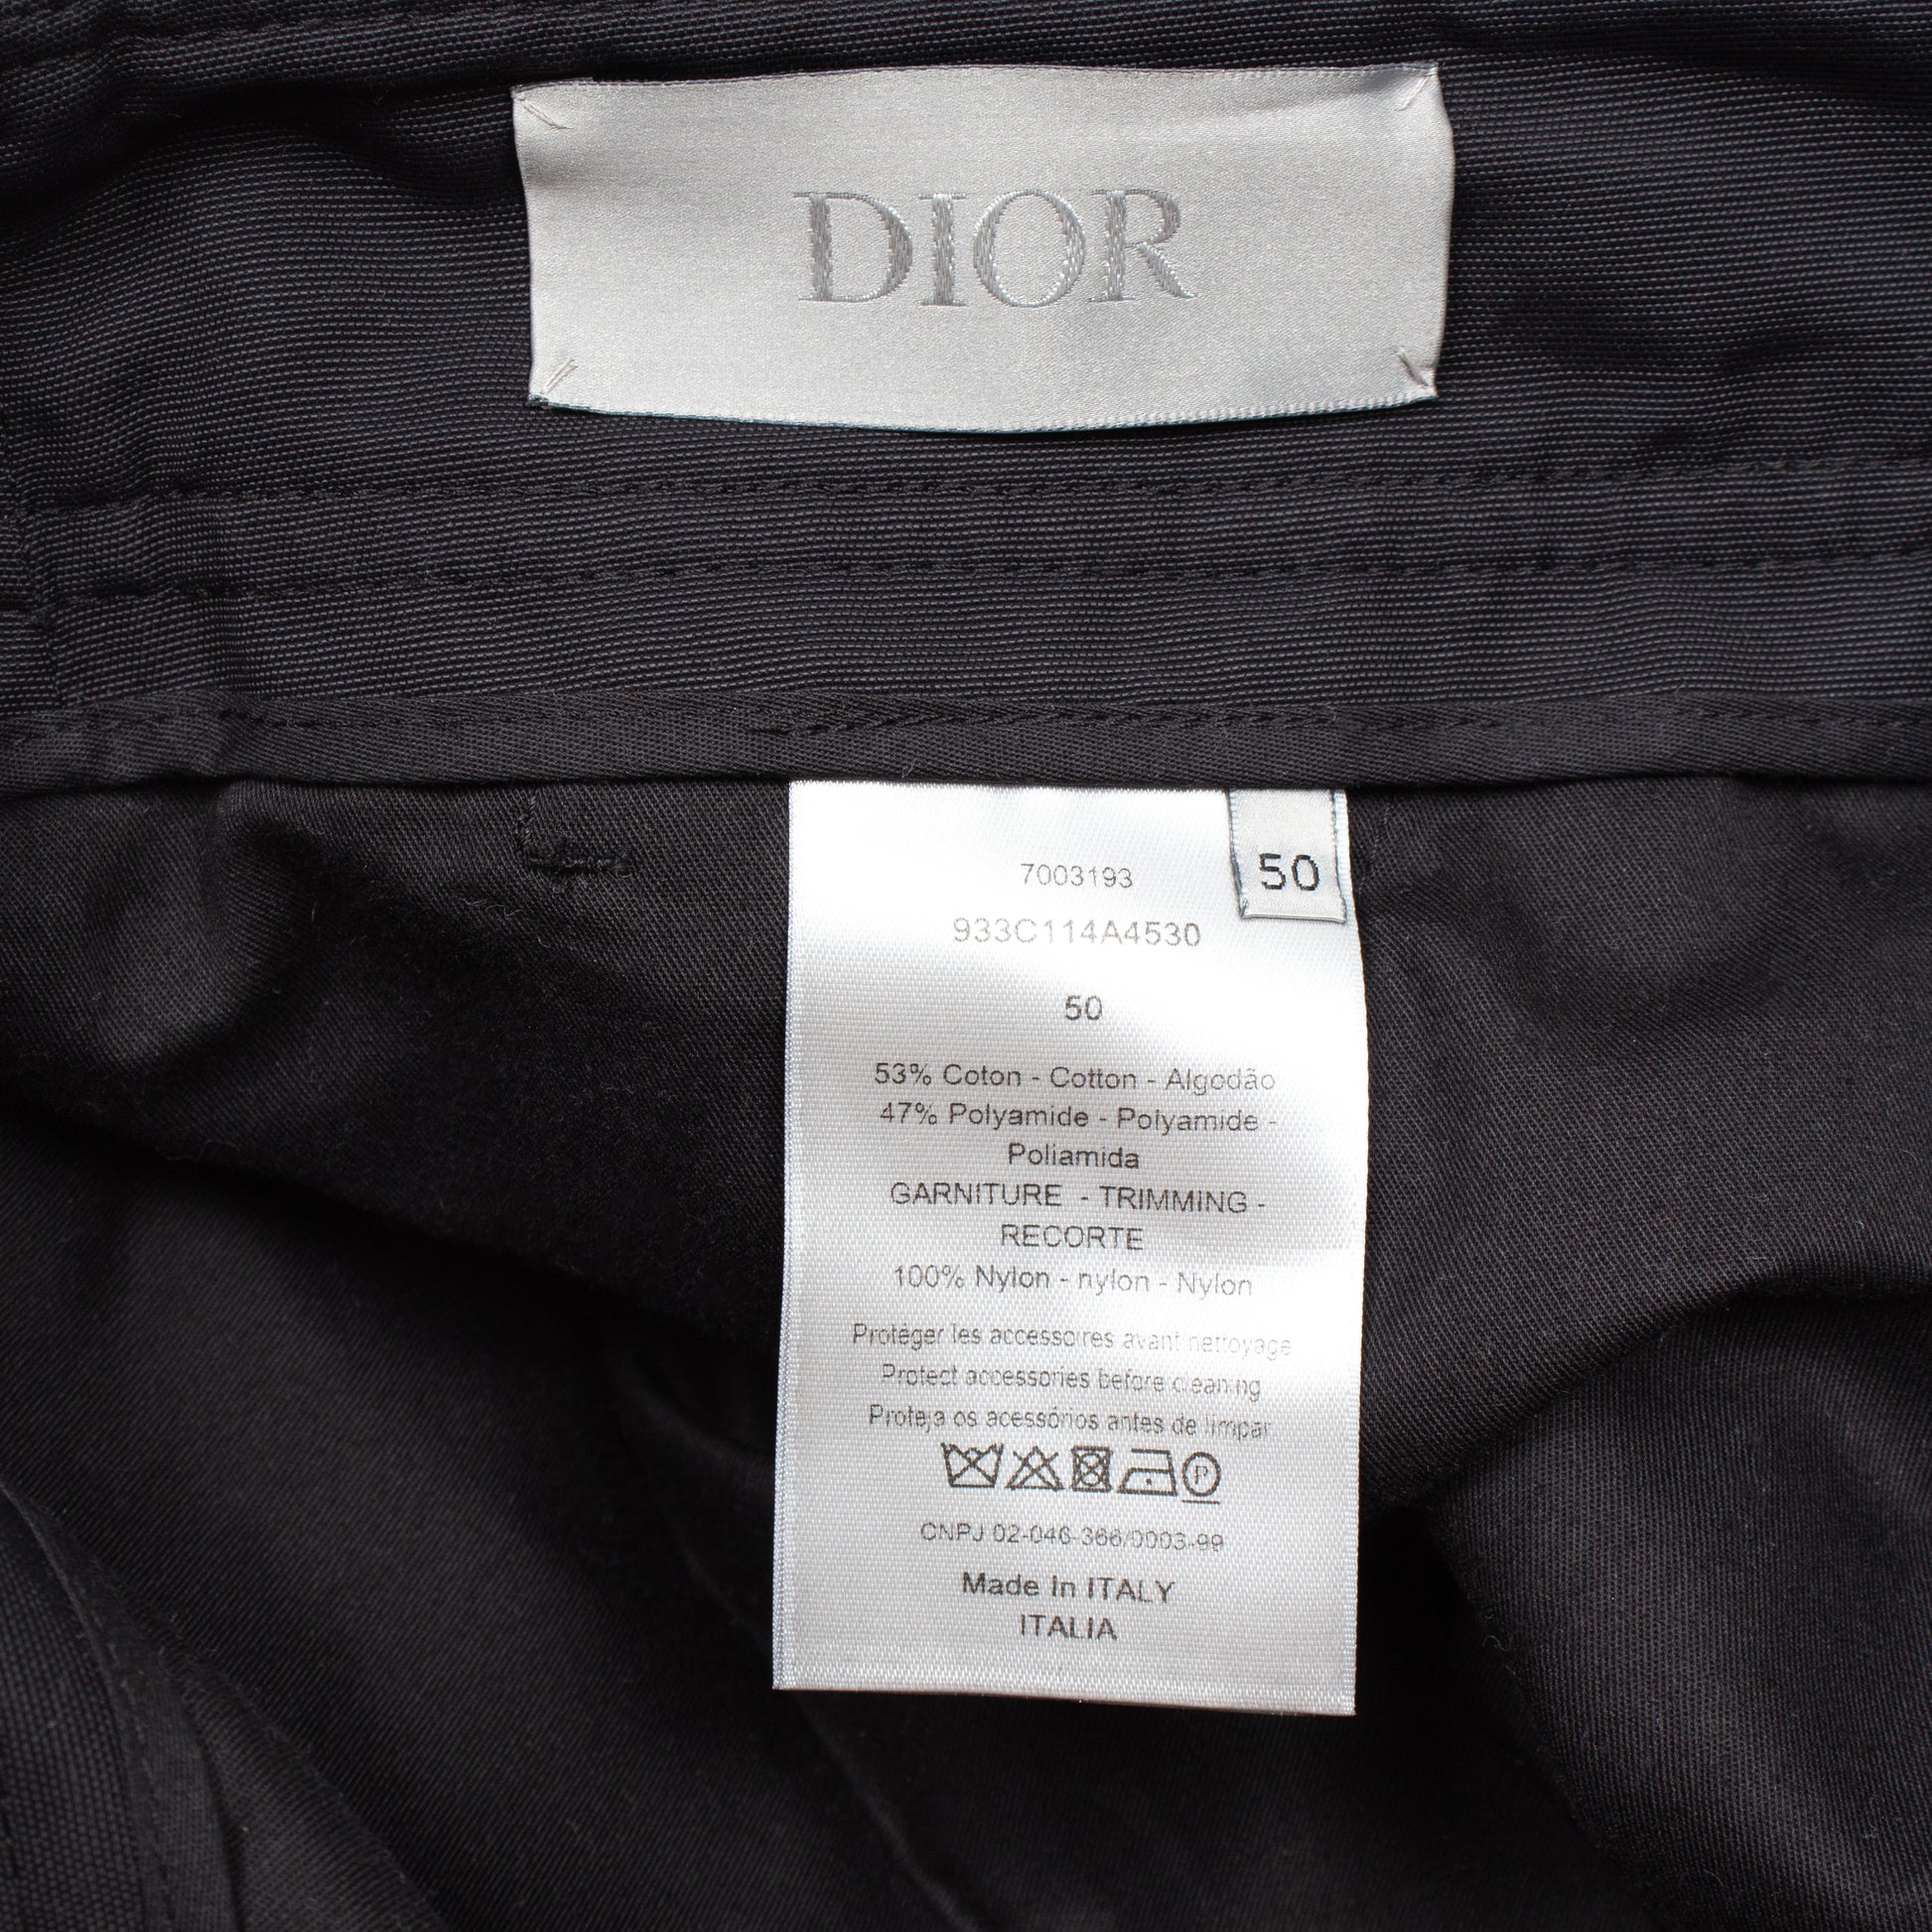 DIOR
50
7003193
933C114A4530
50
53% Coton - Cotton - Algodão
47% Polyamide - Polyamide -
Poliamida
GARNITURE - TRIMMING -
RECORTE
100% Nylon - nylon - Nylon
Protéger les accessoires avant nettoyage
Protect accessories before cleaning
Proteja os acessórios antes de limpar
P
CNPJ 02-046-366/0003-99
Made In ITALY
ITALIA